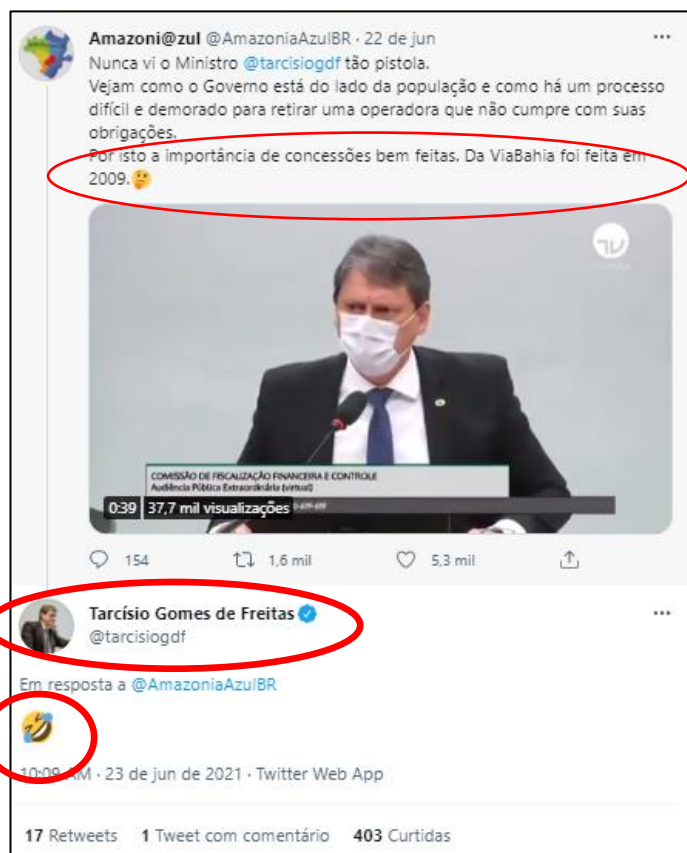 Amazoni@zul @AmazoniaAzulBR · 22 de jun
Nunca vi o Ministro @tarcisiogdf tão pistola.
Vejam como o Governo está do lado da população e como há um processo
difícil e demorado para retirar uma operadora que não cumpre com suas
obrigações.
Por isto a importância de concessões bem feitas. Da ViaBahia foi feita em
2009.🤔
COMISSÃO DE FISCALIZAÇÃO FINANCEIRA E CONTROLE
Audiência Pública Extraordinária (virtual)
0:39 37,7 mil visualizações
154 1,6 mil 5,3 mil
Tarcísio Gomes de Freitas
@tarcisiogdf
Em resposta a @AmazoniaAzulBR
🤣
10:09 AM · 23 de jun de 2021 · Twitter Web App
17 Retweets 1 Tweet com comentário 403 Curtidas